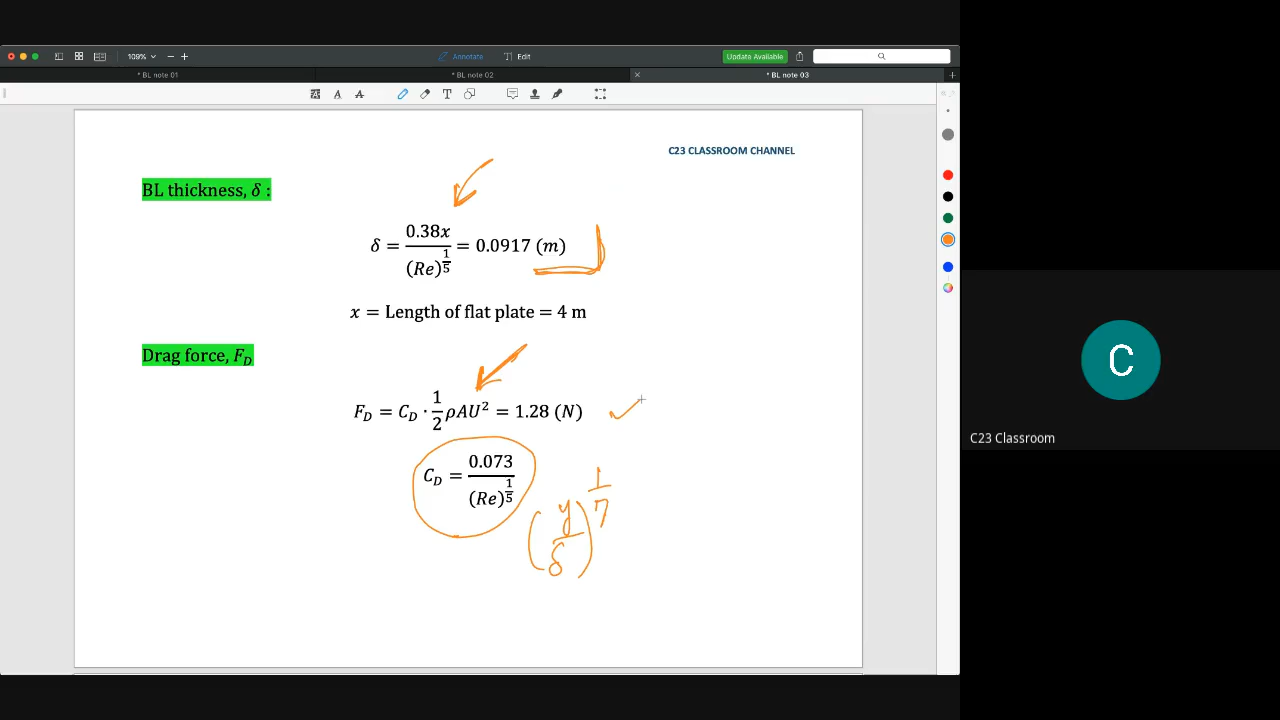 109%
Annotate
Edit
Update Available
* BL note 01
* BL note 02
* BL note 03
C23 CLASSROOM CHANNEL
BL thickness, δ :
δ = 0.38x / (Re)^(1/5) = 0.0917 (m)
x = Length of flat plate = 4 m
Drag force, F_D
F_D = C_D · 1/2 ρAU² = 1.28 (N)
C_D = 0.073 / (Re)^(1/5)
(y/δ)^(1/7)
C
C23 Classroom